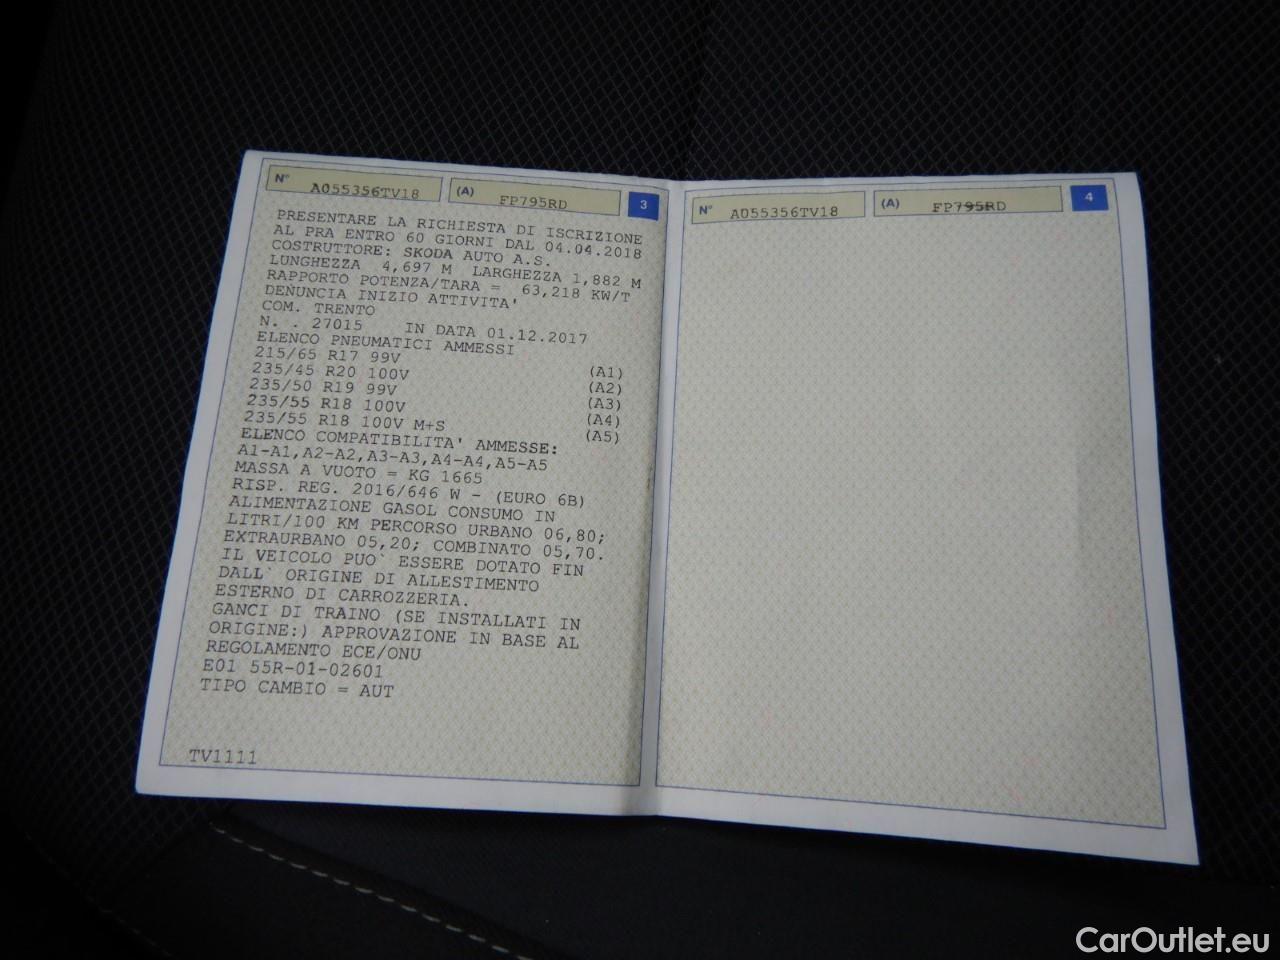 N° A055356TV18 (A) FP795RD 3
PRESENTARE LA RICHIESTA DI ISCRIZIONE
AL PRA ENTRO 60 GIORNI DAL 04.04.2018
COSTRUTTORE: SKODA AUTO A.S.
LUNGHEZZA 4,697 M LARGHEZZA 1,882 M
RAPPORTO POTENZA/TARA = 63,218 KW/T
DENUNCIA INIZIO ATTIVITA'
COM. TRENTO
N. . 27015 IN DATA 01.12.2017
ELENCO PNEUMATICI AMMESSI
215/65 R17 99V (A1)
235/45 R20 100V (A2)
235/50 R19 99V (A3)
235/55 R18 100V (A4)
235/55 R18 100V M+S (A5)
ELENCO COMPATIBILITA' AMMESSE:
A1-A1,A2-A2,A3-A3,A4-A4,A5-A5
MASSA A VUOTO = KG 1665
RISP. REG. 2016/646 W - (EURO 6B)
ALIMENTAZIONE GASOL CONSUMO IN
LITRI/100 KM PERCORSO URBANO 06,80;
EXTRAURBANO 05,20; COMBINATO 05,70.
IL VEICOLO PUO` ESSERE DOTATO FIN
DALL` ORIGINE DI ALLESTIMENTO
ESTERNO DI CARROZZERIA.
GANCI DI TRAINO (SE INSTALLATI IN
ORIGINE:) APPROVAZIONE IN BASE AL
REGOLAMENTO ECE/ONU
E01 55R-01-02601
TIPO CAMBIO = AUT
TV1111
N° A055356TV18 (A) FP795RD 4
CarOutlet.eu